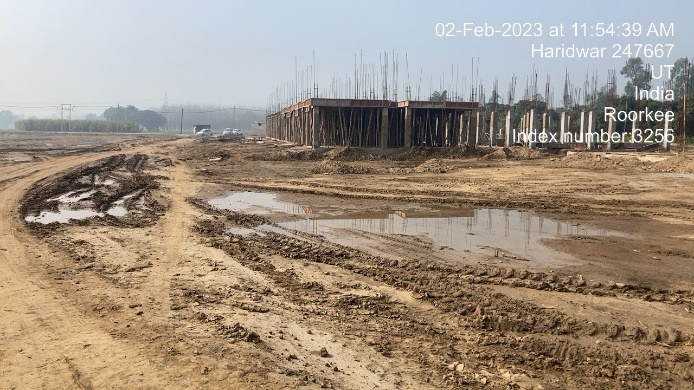 02-Feb-2023 at 11:54:39 AM
Haridwar 247667
UT
India
Roorkee
Index number: 3256